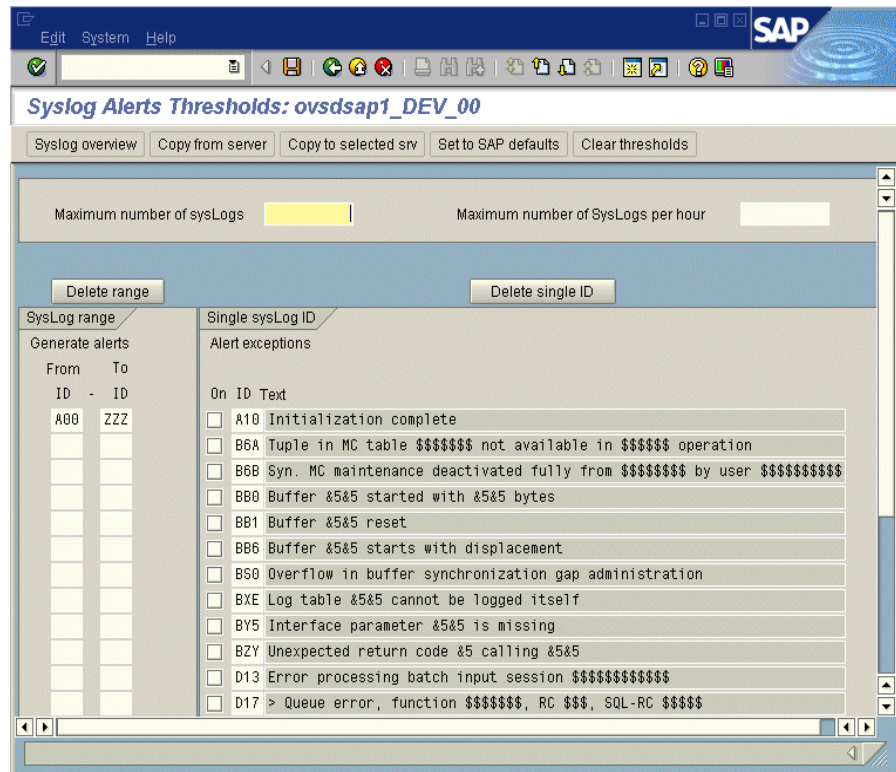 Edit System Help
SAP
Syslog Alerts Thresholds: ovsdsap1_DEV_00
Syslog overview Copy from server Copy to selected srv Set to SAP defaults Clear thresholds
Maximum number of sysLogs Maximum number of SysLogs per hour
Delete range Delete single ID
SysLog range Single sysLog ID
Generate alerts Alert exceptions
From To
ID - ID On ID Text
A00 ZZZ A10 Initialization complete
B6A Tuple in MC table $$$$$$$ not available in $$$$$$ operation
B6B Syn. MC maintenance deactivated fully from $$$$$$$$ by user $$$$$$$$$$
BB0 Buffer &5&5 started with &5&5 bytes
BB1 Buffer &5&5 reset
BB6 Buffer &5&5 starts with displacement
BS0 Overflow in buffer synchronization gap administration
BXE Log table &5&5 cannot be logged itself
BY5 Interface parameter &5&5 is missing
BZY Unexpected return code &5 calling &5&5
D13 Error processing batch input session $$$$$$$$$$$$
D17 > Queue error, function $$$$$$$, RC $$$, SQL-RC $$$$$